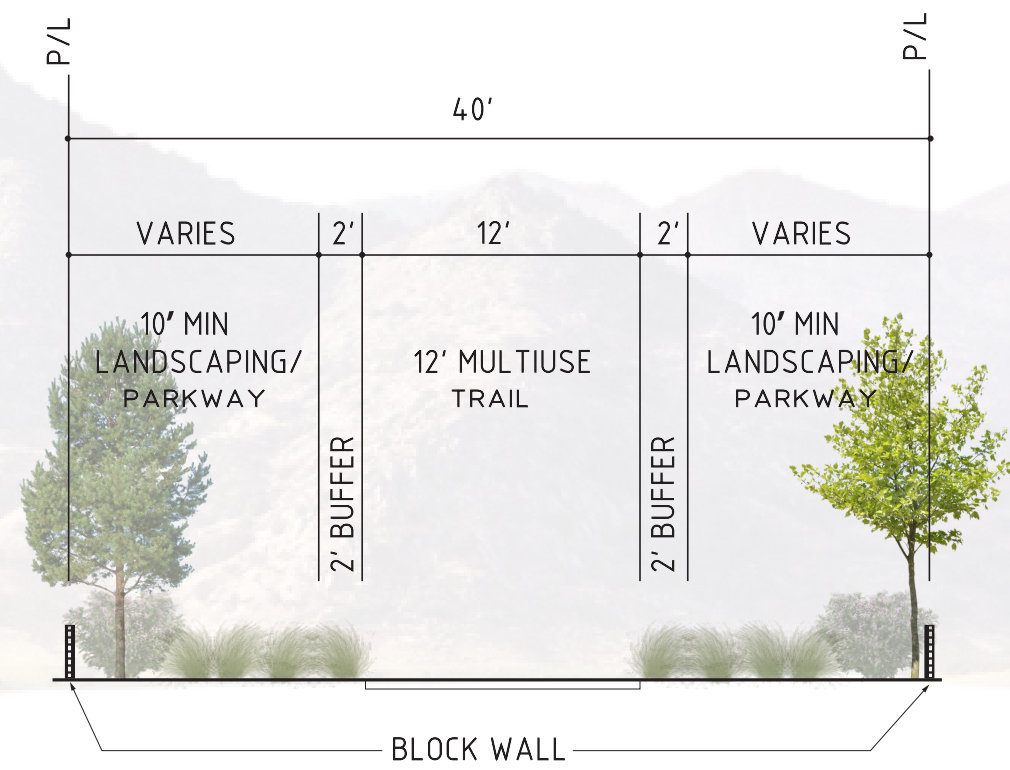 P/L
P/L
40'
VARIES
2'
12'
2'
VARIES
10' MIN
LANDSCAPING/
PARKWAY
2' BUFFER
12' MULTIUSE
TRAIL
2' BUFFER
10' MIN
LANDSCAPING/
PARKWAY
BLOCK WALL